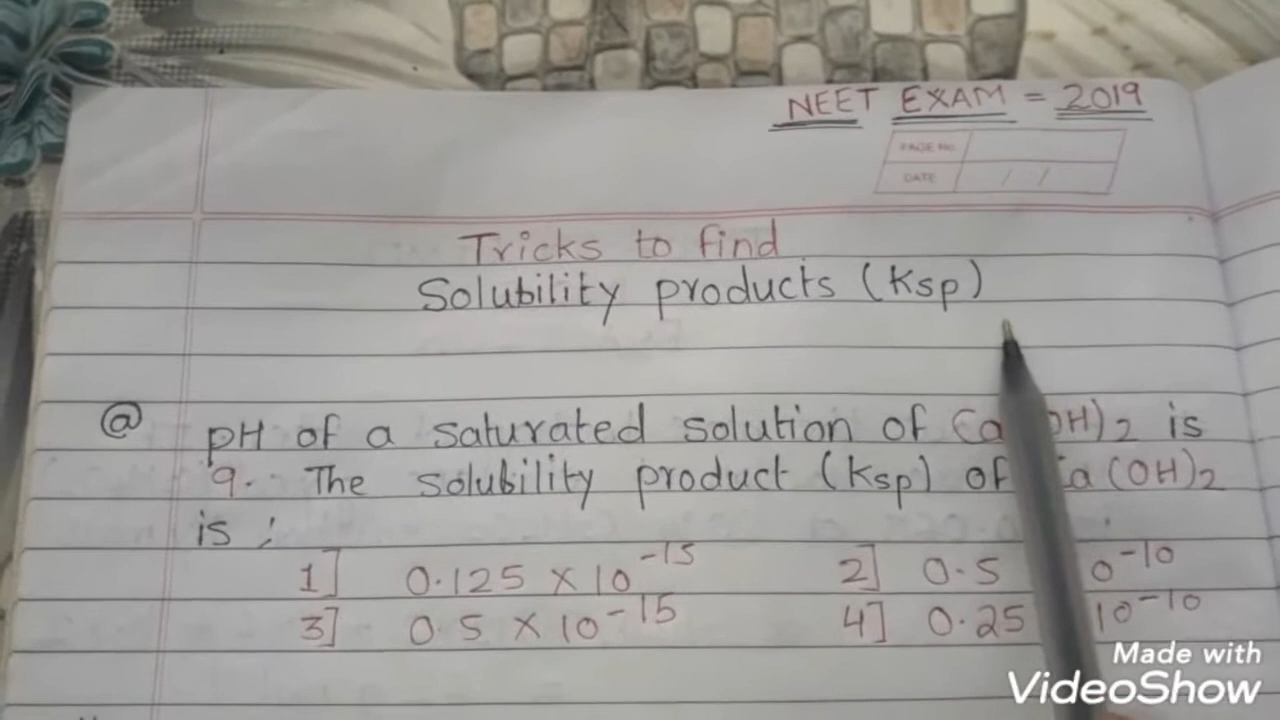 NEET EXAM = 2019
PAGE No.
DATE / /
Tricks to find
Solubility products (Ksp)
@ pH of a saturated solution of Ca(OH)2 is
9. The solubility product (Ksp) of Ca(OH)2
is :
1] 0.125 × 10-15 2] 0.5 10-10
3] 0.5 × 10-15 4] 0.25 10-10
Made with
VideoShow